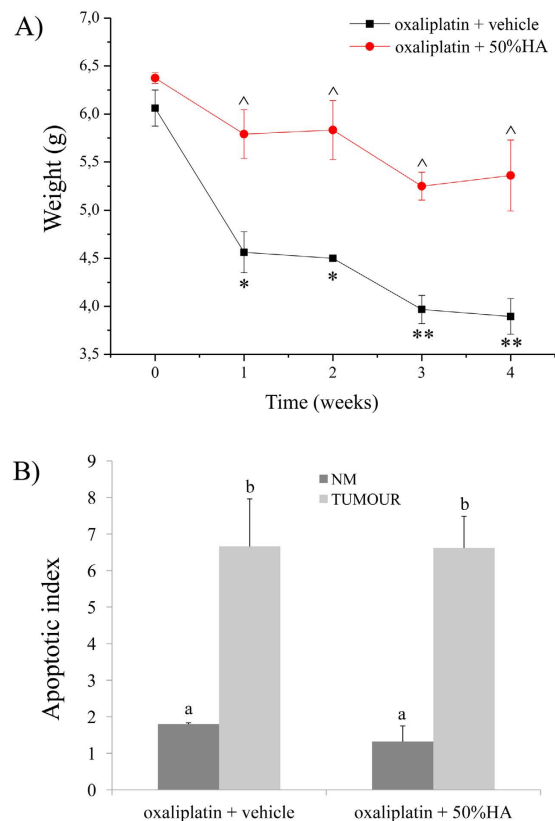 A)
oxaliplatin + vehicle
oxaliplatin + 50%HA
7,0
6,5
6,0
5,5
5,0
4,5
4,0
3,5
Weight (g)
^ ^ ^ ^
* * ** **
0 1 2 3 4
Time (weeks)
B)
NM
TUMOUR
9
8
7
6
5
4
3
2
1
0
Apoptotic index
a b a b
oxaliplatin + vehicle oxaliplatin + 50%HA